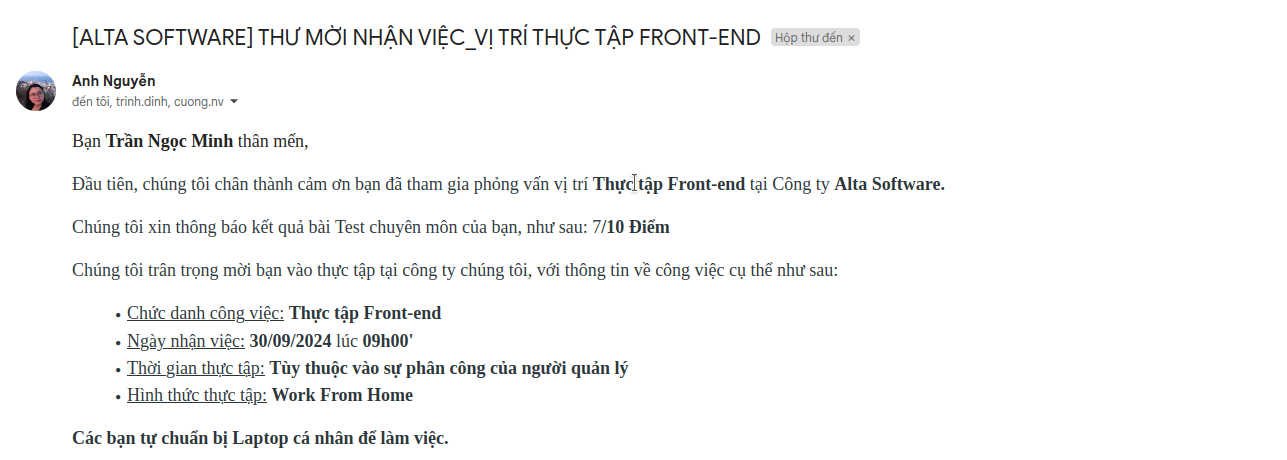 [ALTA SOFTWARE] THƯ MỜI NHẬN VIỆC_VỊ TRÍ THỰC TẬP FRONT-END Hộp thư đến ×
Anh Nguyễn
đến tôi, trinh.dinh, cuong.nv
Bạn Trần Ngọc Minh thân mến,
Đầu tiên, chúng tôi chân thành cảm ơn bạn đã tham gia phỏng vấn vị trí Thực tập Front-end tại Công ty Alta Software.
Chúng tôi xin thông báo kết quả bài Test chuyên môn của bạn, như sau: 7/10 Điểm
Chúng tôi trân trọng mời bạn vào thực tập tại công ty chúng tôi, với thông tin về công việc cụ thể như sau:
• Chức danh công việc: Thực tập Front-end
• Ngày nhận việc: 30/09/2024 lúc 09h00'
• Thời gian thực tập: Tùy thuộc vào sự phân công của người quản lý
• Hình thức thực tập: Work From Home
Các bạn tự chuẩn bị Laptop cá nhân để làm việc.